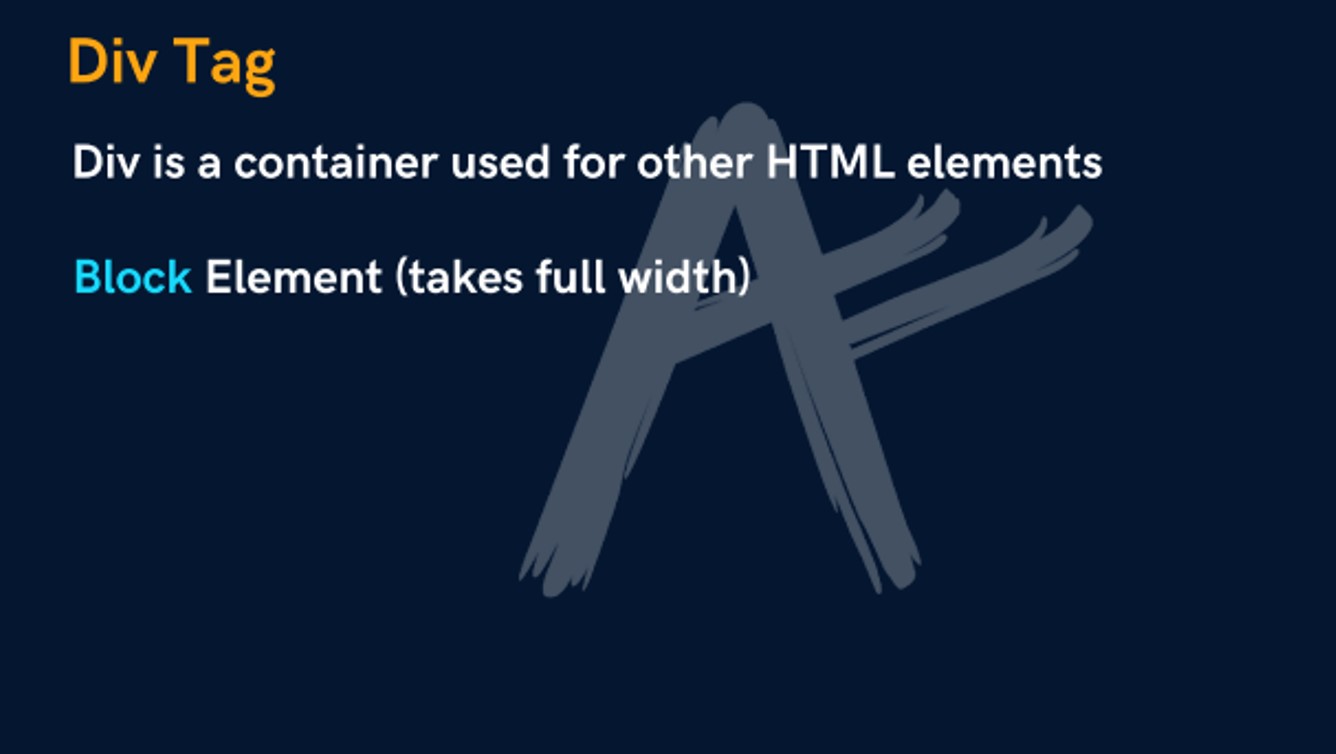 Div Tag
Div is a container used for other HTML elements
Block Element (takes full width)